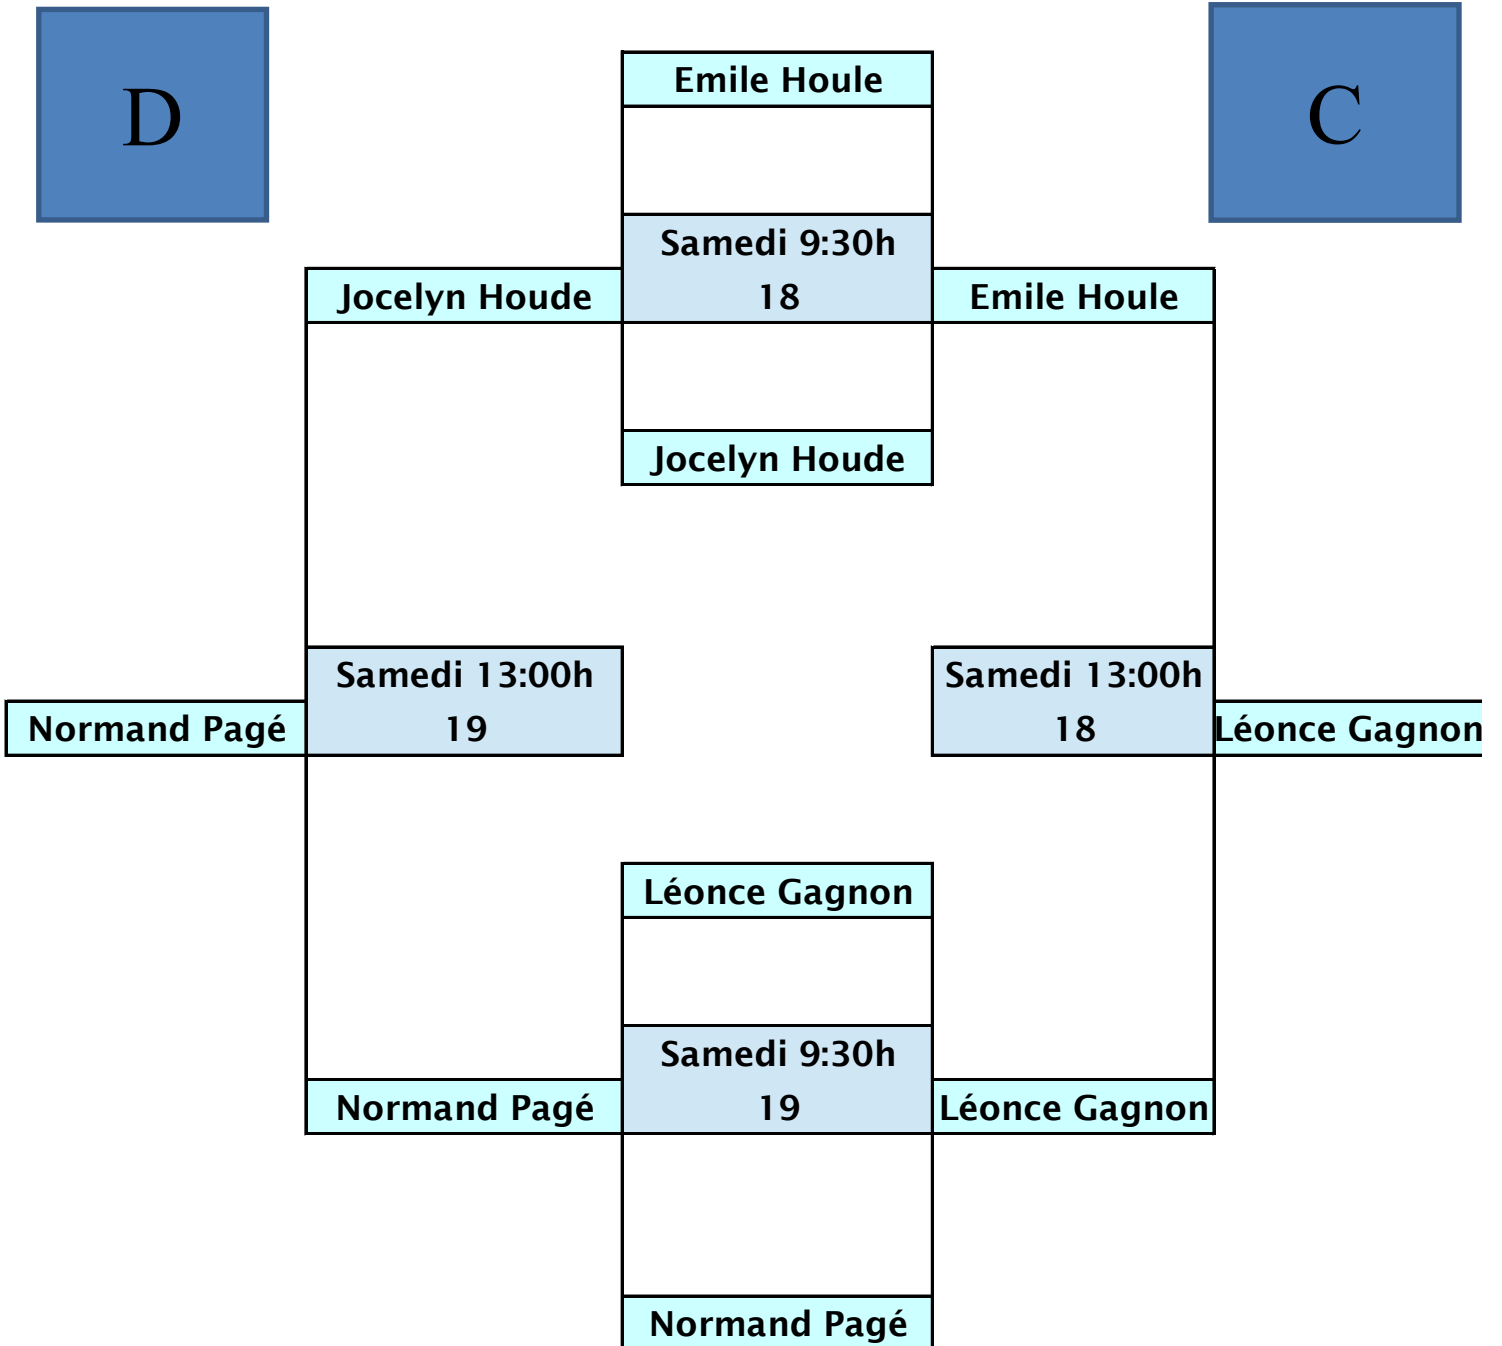 D
C
Emile Houle
Samedi 9:30h
Jocelyn Houde
18
Emile Houle
Jocelyn Houde
Samedi 13:00h
Samedi 13:00h
Normand Pagé
19
18
Léonce Gagnon
Léonce Gagnon
Samedi 9:30h
Normand Pagé
19
Léonce Gagnon
Normand Pagé